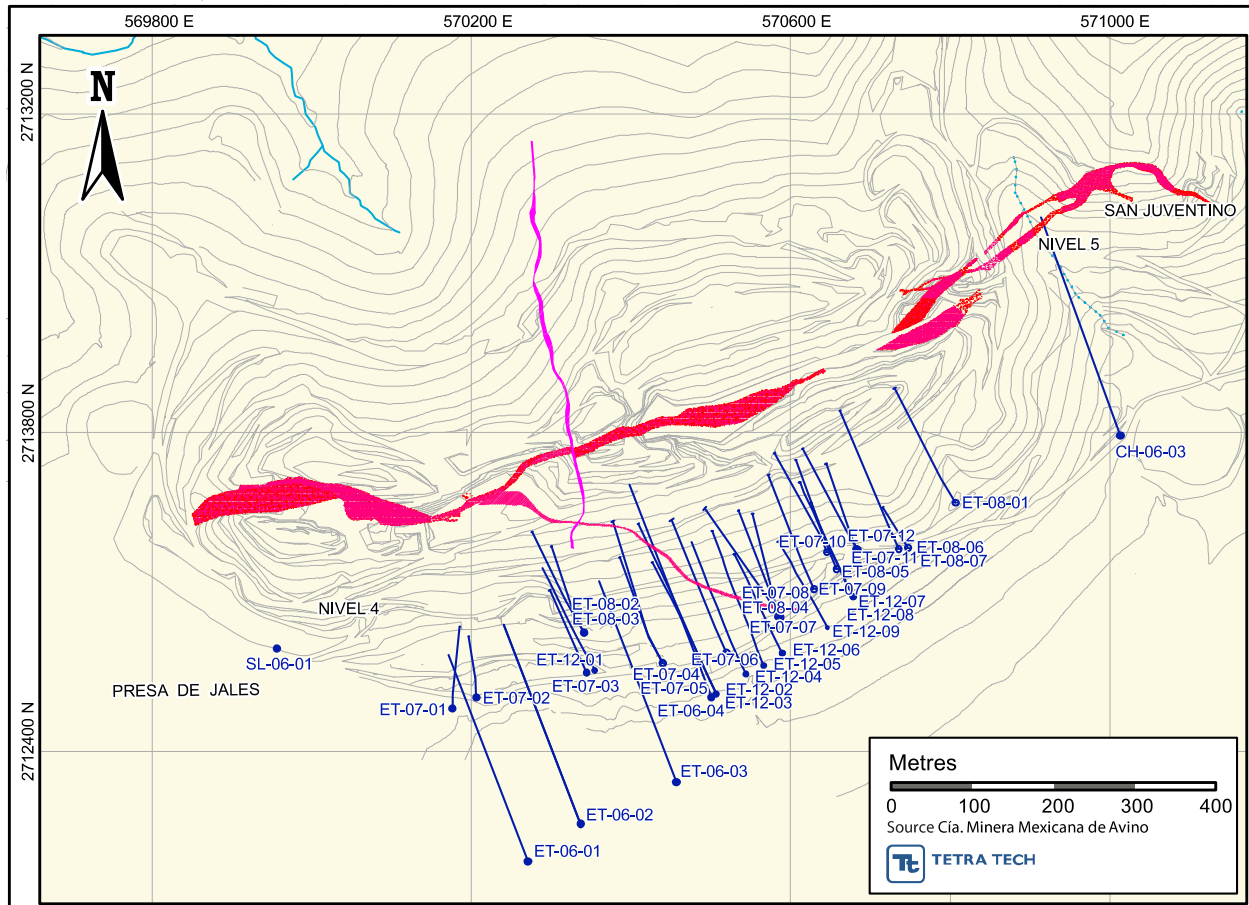 569800 E
570200 E
570600 E
571000 E
2713200 N
2713800 N
2712400 N
N
SAN JUVENTINO
NIVEL 5
CH-06-03
ET-08-01
ET-07-10
ET-07-12
ET-07-11
ET-08-06
ET-08-07
ET-08-05
ET-07-08
ET-07-09
ET-08-04
ET-12-07
ET-12-08
ET-07-07
ET-12-09
NIVEL 4
ET-08-02
ET-08-03
SL-06-01
PRESA DE JALES
ET-12-01
ET-07-03
ET-07-04
ET-07-05
ET-07-06
ET-12-06
ET-12-05
ET-12-04
ET-12-02
ET-12-03
ET-06-04
ET-07-01
ET-07-02
ET-06-03
ET-06-02
ET-06-01
Metres
0 100 200 300 400
Source Cía. Minera Mexicana de Avino
Tt TETRA TECH